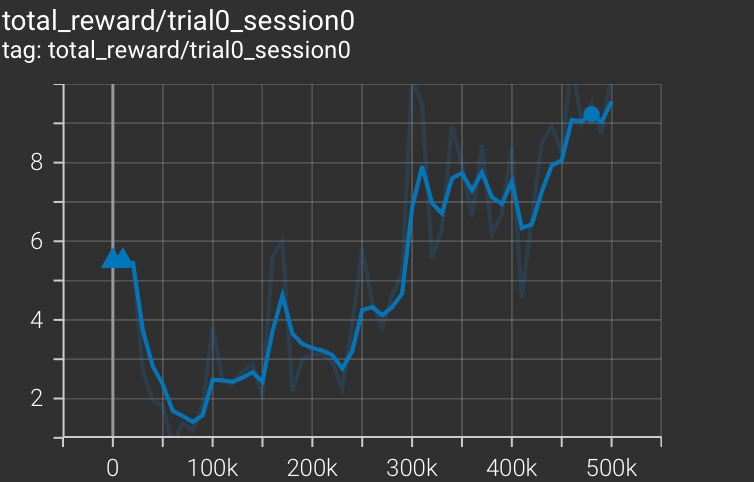 total_reward/trial0_session0
tag: total_reward/trial0_session0
8
6
4
2
0 100k 200k 300k 400k 500k